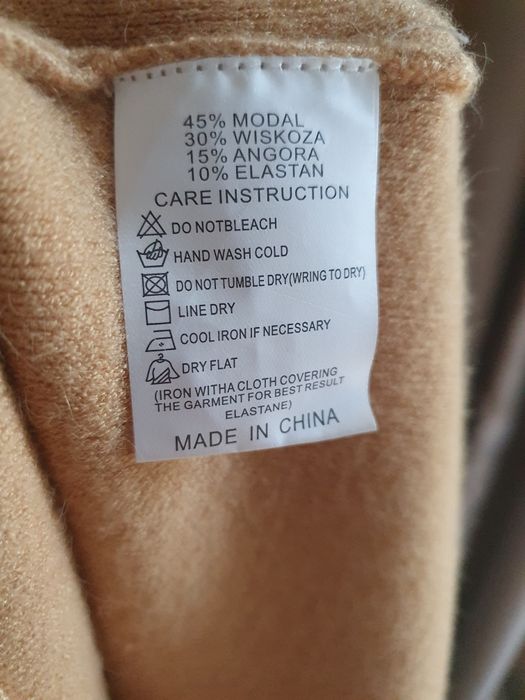 45% MODAL
30% WISKOZA
15% ANGORA
10% ELASTAN
CARE INSTRUCTION
DO NOTBLEACH
HAND WASH COLD
DO NOT TUMBLE DRY(WRING TO DRY)
LINE DRY
COOL IRON IF NECESSARY
DRY FLAT
(IRON WITHA CLOTH COVERING
THE GARMENT FOR BEST RESULT
ELASTANE)
MADE IN CHINA